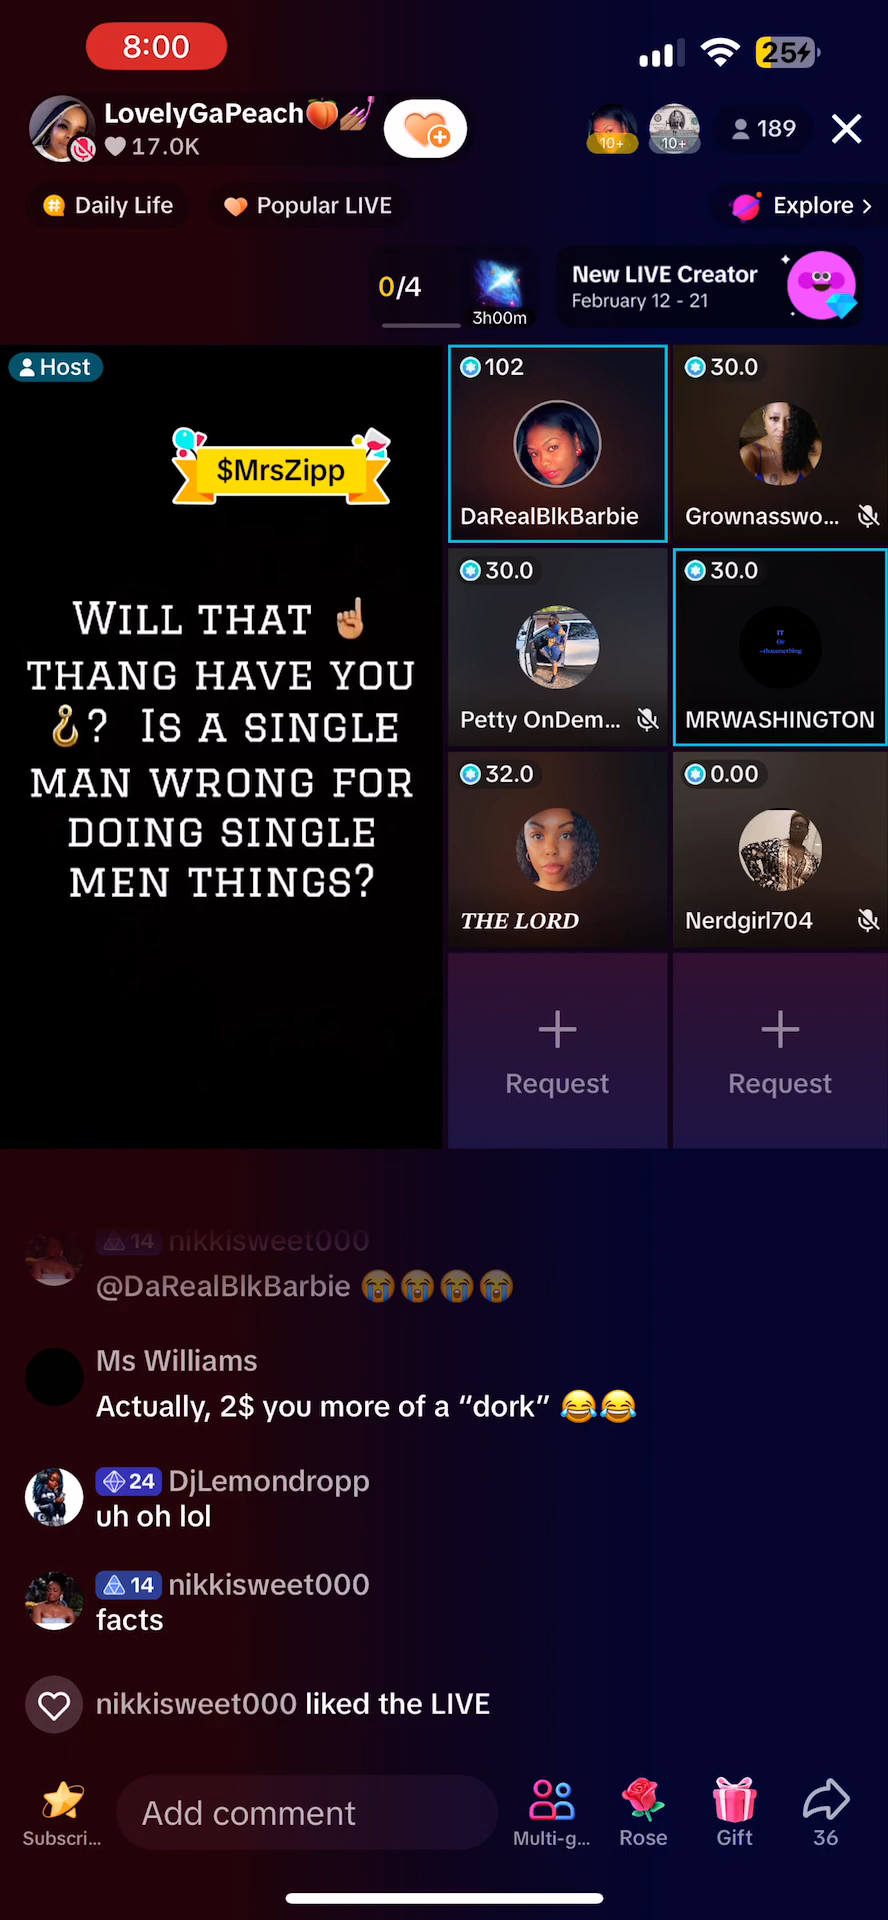 8:00
25
LovelyGaPeach🍑💅🏽
17.0K
10+
10+
189
Daily Life
Popular LIVE
Explore >
0/4
3h00m
New LIVE Creator
February 12 - 21
Host
$MrsZipp
WILL THAT ☝🏽
THANG HAVE YOU
🪝? IS A SINGLE
MAN WRONG FOR
DOING SINGLE
MEN THINGS?
102
DaRealBlkBarbie
30.0
Grownasswo...
30.0
Petty OnDem...
30.0
MRWASHINGTON
32.0
THE LORD
0.00
Nerdgirl704
Request
Request
14 nikkisweet000
@DaRealBlkBarbie 😭😭😭😭
Ms Williams
Actually, 2$ you more of a “dork” 😂😂
24 DjLemondropp
uh oh lol
14 nikkisweet000
facts
nikkisweet000 liked the LIVE
Subscri...
Add comment
Multi-g...
Rose
Gift
36